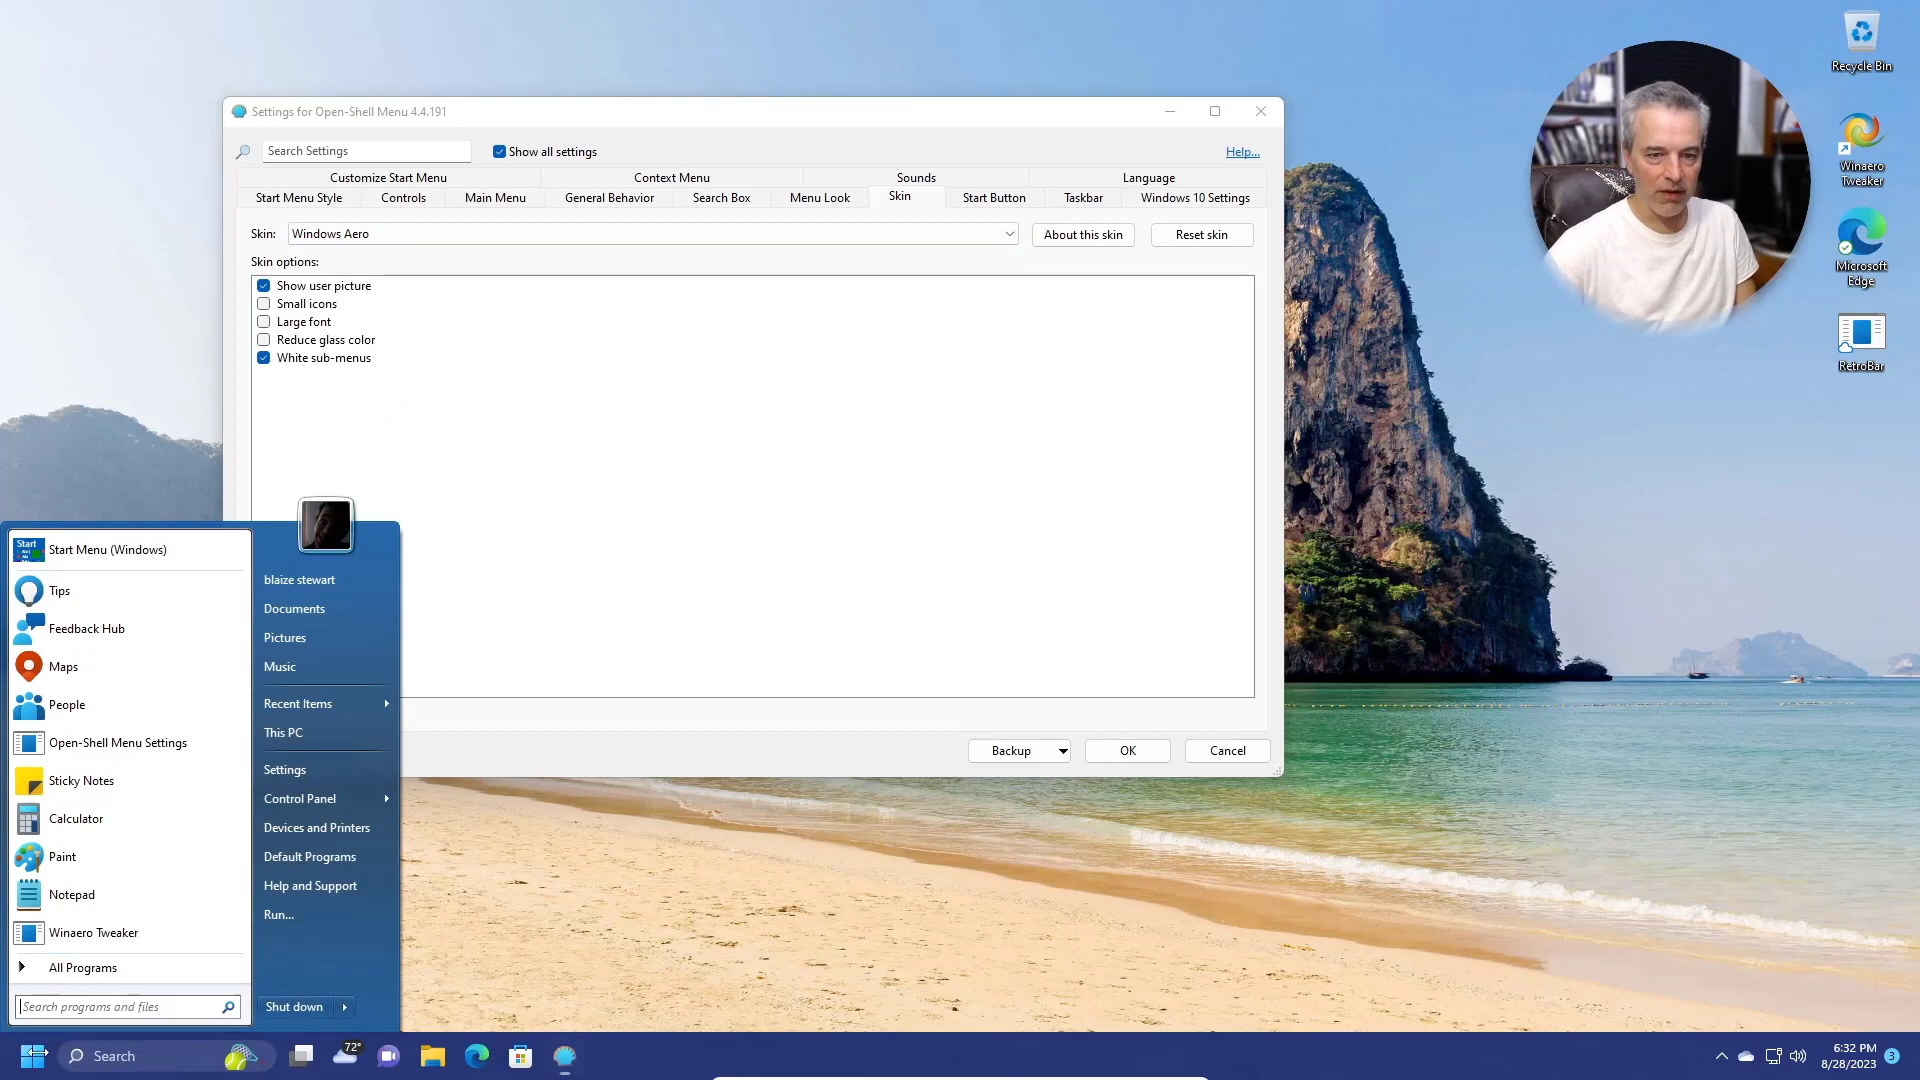 Settings for Open-Shell Menu 4.4.191
Search Settings
Show all settings
Help...
Customize Start Menu
Context Menu
Sounds
Language
Start Menu Style
Controls
Main Menu
General Behavior
Search Box
Menu Look
Skin
Start Button
Taskbar
Windows 10 Settings
Skin:
Windows Aero
About this skin
Reset skin
Skin options:
Show user picture
Small icons
Large font
Reduce glass color
White sub-menus
Backup
OK
Cancel
Recycle Bin
Winaero
Tweaker
Microsoft
Edge
RetroBar
Start
Start Menu (Windows)
Tips
Feedback Hub
Maps
People
Open-Shell Menu Settings
Sticky Notes
Calculator
Paint
Notepad
Winaero Tweaker
All Programs
Search programs and files
blaize stewart
Documents
Pictures
Music
Recent Items
This PC
Settings
Control Panel
Devices and Printers
Default Programs
Help and Support
Run...
Shut down
Search
72°
6:32 PM
8/28/2023
3